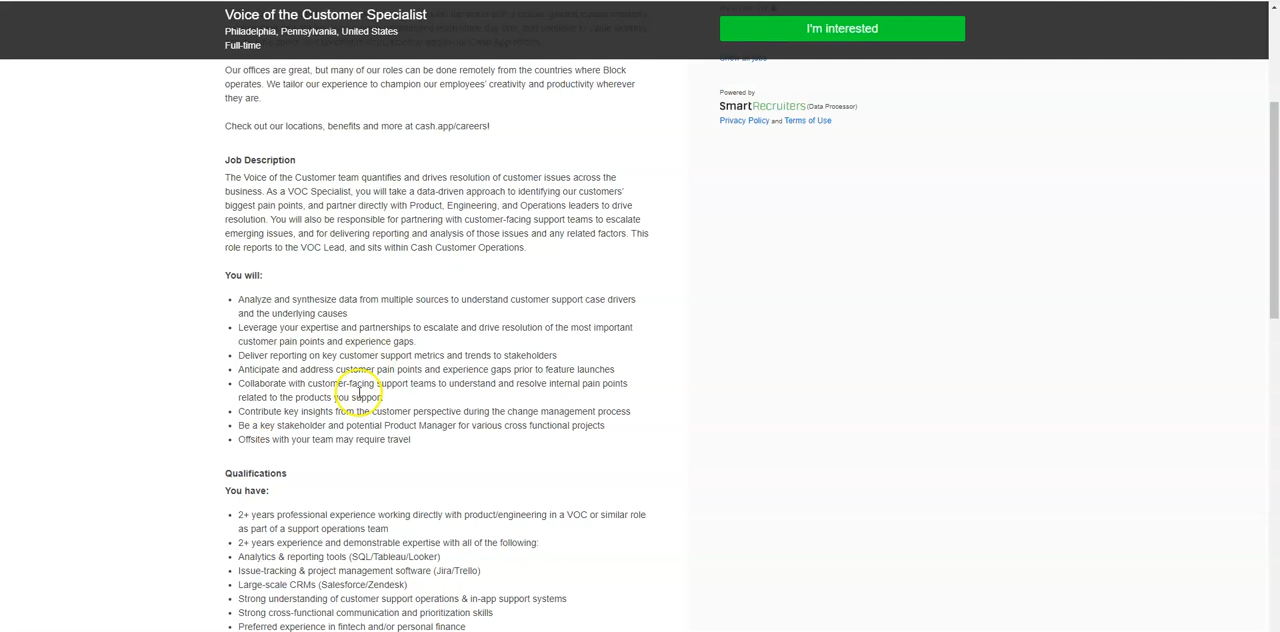 Voice of the Customer Specialist
Philadelphia, Pennsylvania, United States
Full-time
I'm interested
Show all jobs
Our offices are great, but many of our roles can be done remotely from the countries where Block
operates. We tailor our experience to champion our employees' creativity and productivity wherever
they are.
Powered by
SmartRecruiters (Data Processor)
Privacy Policy and Terms of Use
Check out our locations, benefits and more at cash.app/careers!
Job Description
The Voice of the Customer team quantifies and drives resolution of customer issues across the
business. As a VOC Specialist, you will take a data-driven approach to identifying our customers'
biggest pain points, and partner directly with Product, Engineering, and Operations leaders to drive
resolution. You will also be responsible for partnering with customer-facing support teams to escalate
emerging issues, and for delivering reporting and analysis of those issues and any related factors. This
role reports to the VOC Lead, and sits within Cash Customer Operations.
You will:
• Analyze and synthesize data from multiple sources to understand customer support case drivers
and the underlying causes
• Leverage your expertise and partnerships to escalate and drive resolution of the most important
customer pain points and experience gaps.
• Deliver reporting on key customer support metrics and trends to stakeholders
• Anticipate and address customer pain points and experience gaps prior to feature launches
• Collaborate with customer-facing support teams to understand and resolve internal pain points
related to the products you support.
• Contribute key insights from the customer perspective during the change management process
• Be a key stakeholder and potential Product Manager for various cross functional projects
• Offsites with your team may require travel
Qualifications
You have:
• 2+ years professional experience working directly with product/engineering in a VOC or similar role
as part of a support operations team
• 2+ years experience and demonstrable expertise with all of the following:
• Analytics & reporting tools (SQL/Tableau/Looker)
• Issue-tracking & project management software (Jira/Trello)
• Large-scale CRMs (Salesforce/Zendesk)
• Strong understanding of customer support operations & in-app support systems
• Strong cross-functional communication and prioritization skills
• Preferred experience in fintech and/or personal finance